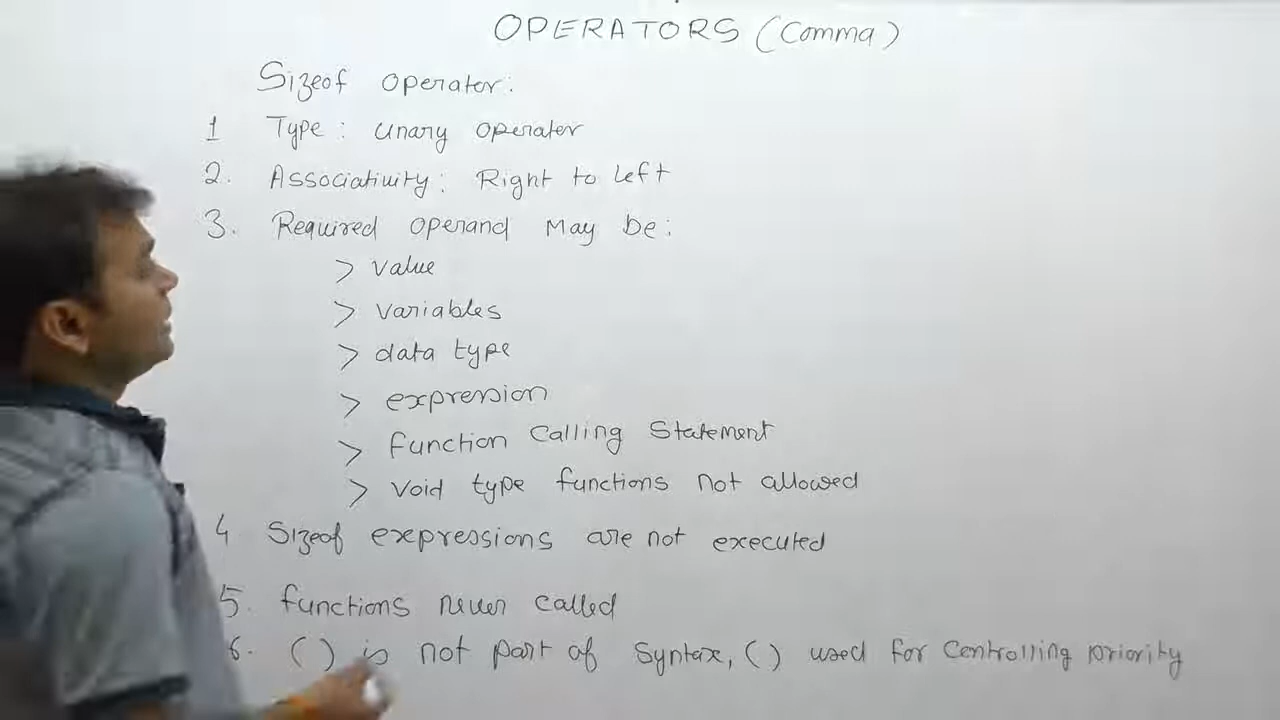 OPERATORS (Comma)
Sizeof operator:
1 Type: unary operator
2. Associativity: Right to left
3. Required operand may be:
> value
> variables
> data type
> expression
> function calling statement
> void type functions not allowed
4 Sizeof expressions are not executed
5. functions never called
6. () is not part of syntax, () used for controlling priority